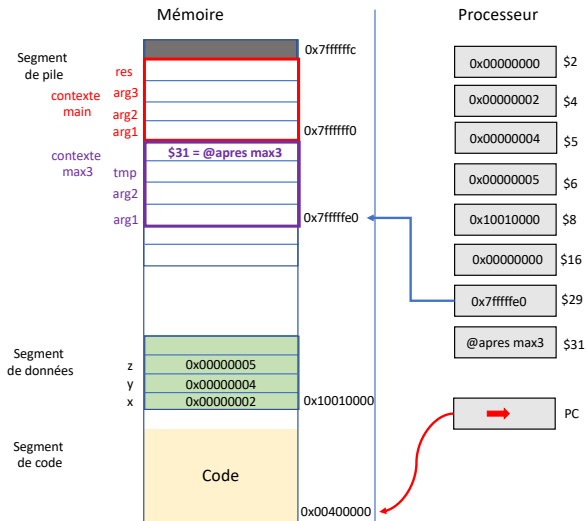 Mémoire
Processeur
0x7ffffffc
Segment
de pile
res
arg3
contexte
main
arg2
arg1
0x7ffffff0
contexte
max3
$31 = @apres max3
tmp
arg2
arg1
0x7fffffe0
0x00000000 $2
0x00000002 $4
0x00000004 $5
0x00000005 $6
0x10010000 $8
0x00000000 $16
0x7fffffe0 $29
@apres max3 $31
PC
Segment
de données
z 0x00000005
y 0x00000004
x 0x00000002 0x10010000
Segment
de code
Code
0x00400000